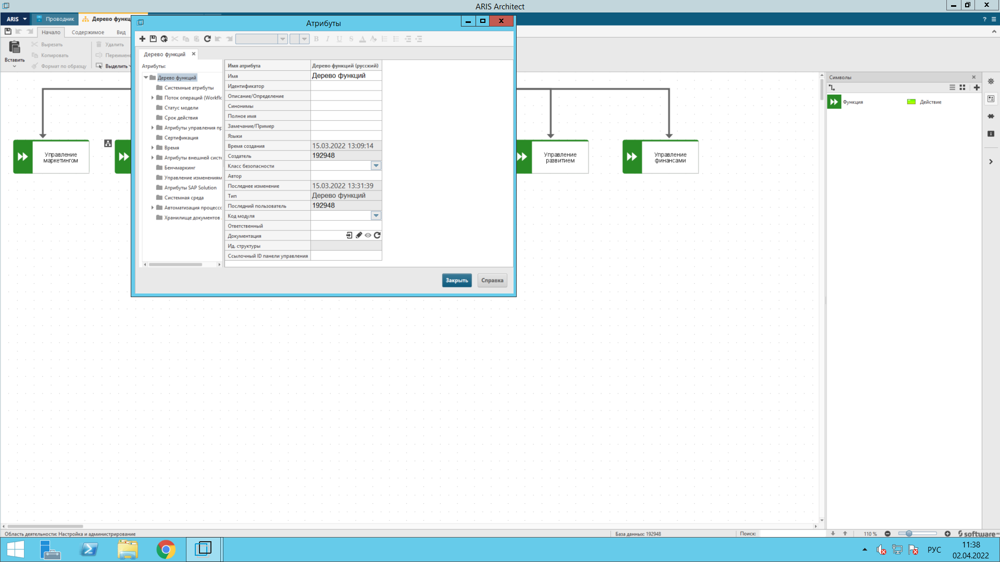 ARIS Architect
ARIS
Проводник
Дерево функц
Атрибуты
Начало
Содержимое
Вид
Вставить
Вырезать
Копировать
Формат по образцу
Удалить
Переимено
Выделить
Дерево функций
Атрибуты:
Дерево функций
Системные атрибуты
Поток операций (Workflo
Статус модели
Срок действия
Атрибуты управления пр
Сертификация
Время
Атрибуты внешней систе
Бенчмаркинг
Управление изменениям
Атрибуты SAP Solution
Системная среда
Автоматизация процессо
Хранилище документов
Имя атрибута Дерево функций (русский)
Имя Дерево функций
Идентификатор
Описание/Определение
Синонимы
Полное имя
Замечание/Пример
Языки
Время создания 15.03.2022 13:09:14
Создатель 192948
Класс безопасности
Автор
Последнее изменение 15.03.2022 13:31:39
Тип Дерево функций
Последний пользователь 192948
Код модуля
Ответственный
Документация
Ид. структуры
Ссылочный ID панели управления
Закрыть
Справка
Управление
маркетингом
Управление
развитием
Управление
финансами
Символы
Функция
Действие
Область деятельности: Настройка и администрирование
База данных: 192948
Поиск:
110 %
software
РУС
11:38
02.04.2022